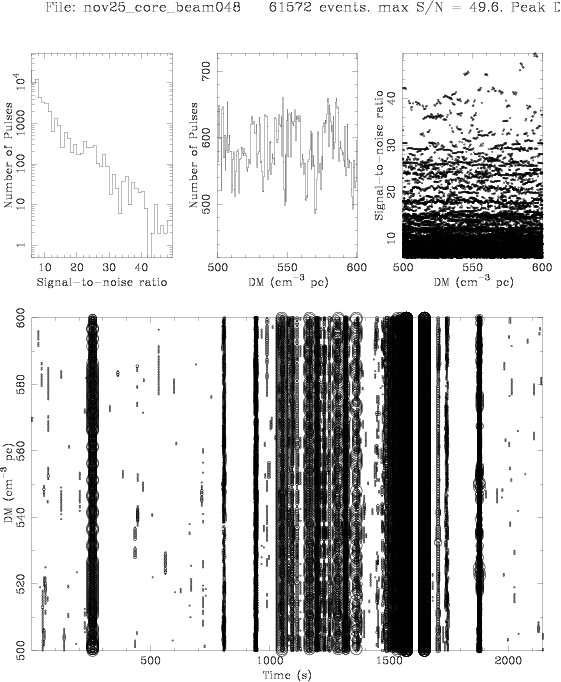 File: nov25_core_beam048 61572 events. max S/N = 49.6. Peak
10^4 1000 100 10 1
Number of Pulses
10 20 30 40
Signal-to-noise ratio
700 600 500
Number of Pulses
500 550 600
DM (cm^-3 pc)
40 30 20 10
Signal-to-noise ratio
500 550 600
DM (cm^-3 pc)
600 580 560 540 520 500
DM (cm^-3 pc)
500 1000 1500 2000
Time (s)